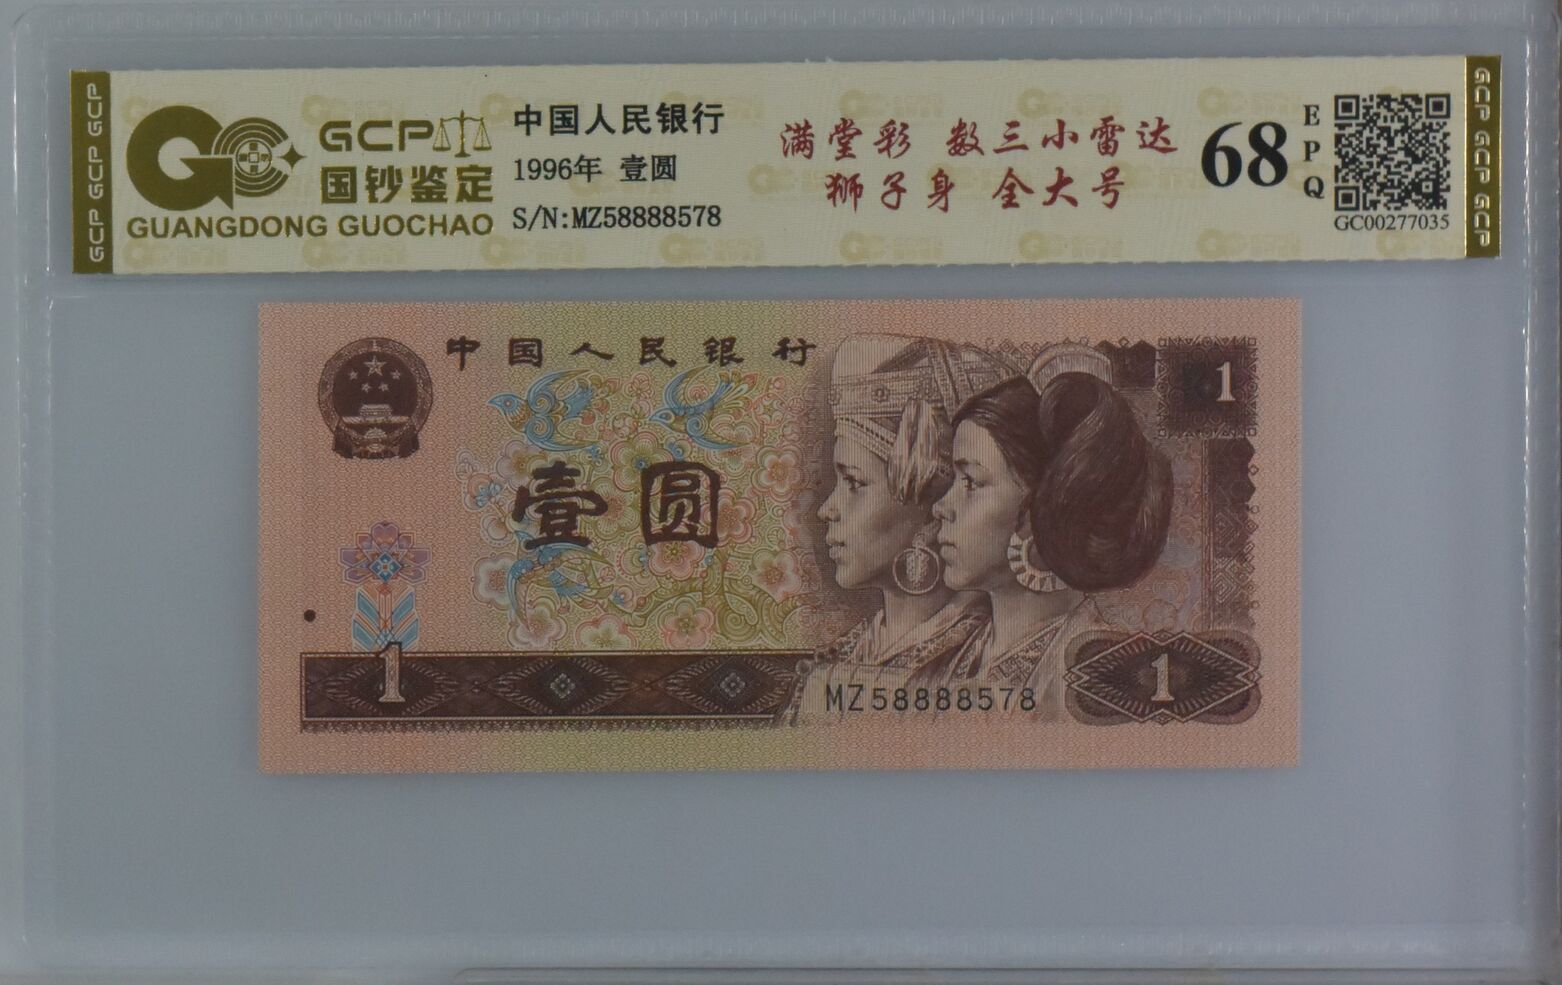 GCP GCP GCP
GCP
国钞鉴定
GUANGDONG GUOCHAO
中国人民银行
1996年 壹圆
S/N:MZ58888578
满堂彩 数三小雷达
狮子身 全大号
68
EPQ
GC00277035
GCP GCP GCP
中国人民银行
1
壹圆
1
MZ58888578
1